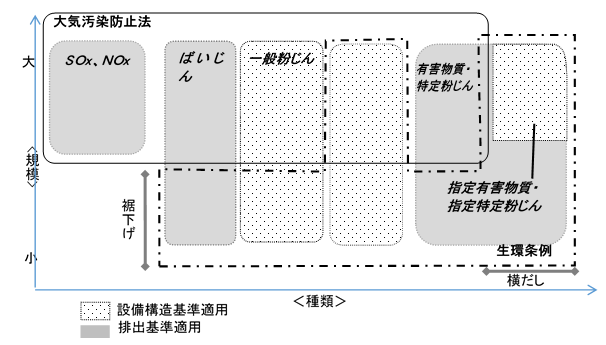 大気汚染防止法
大
SOx、NOx
ばいじ
ん
一般粉じん
有害物質・
特定粉じん
〈規模〉
裾下げ
指定有害物質・
指定特定粉じん
小
生環条例
横だし
＜種類＞
設備構造基準適用
排出基準適用